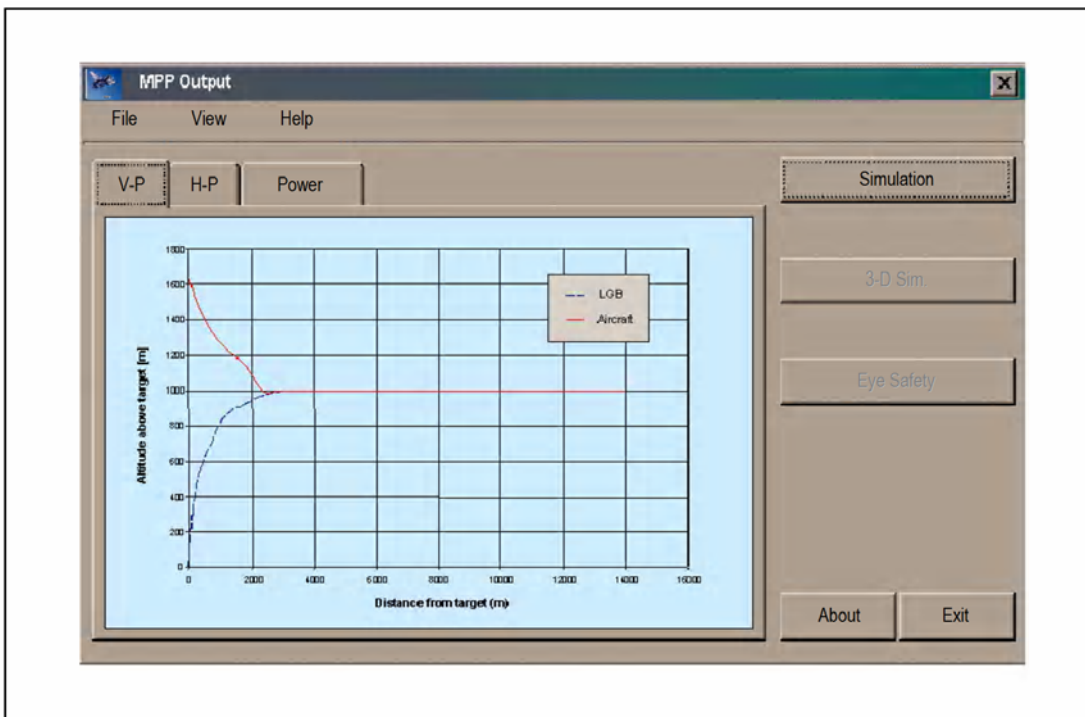 MPP Output
File View Help
V-P H-P Power
Simulation
3-D Sim.
Eye Safety
About Exit
Altitude above target [m]
1800
1600
1400
1200
1000
800
600
400
200
0
0 2000 4000 6000 8000 10000 12000 14000 16000
Distance from target (m)
LGB
Aircraft